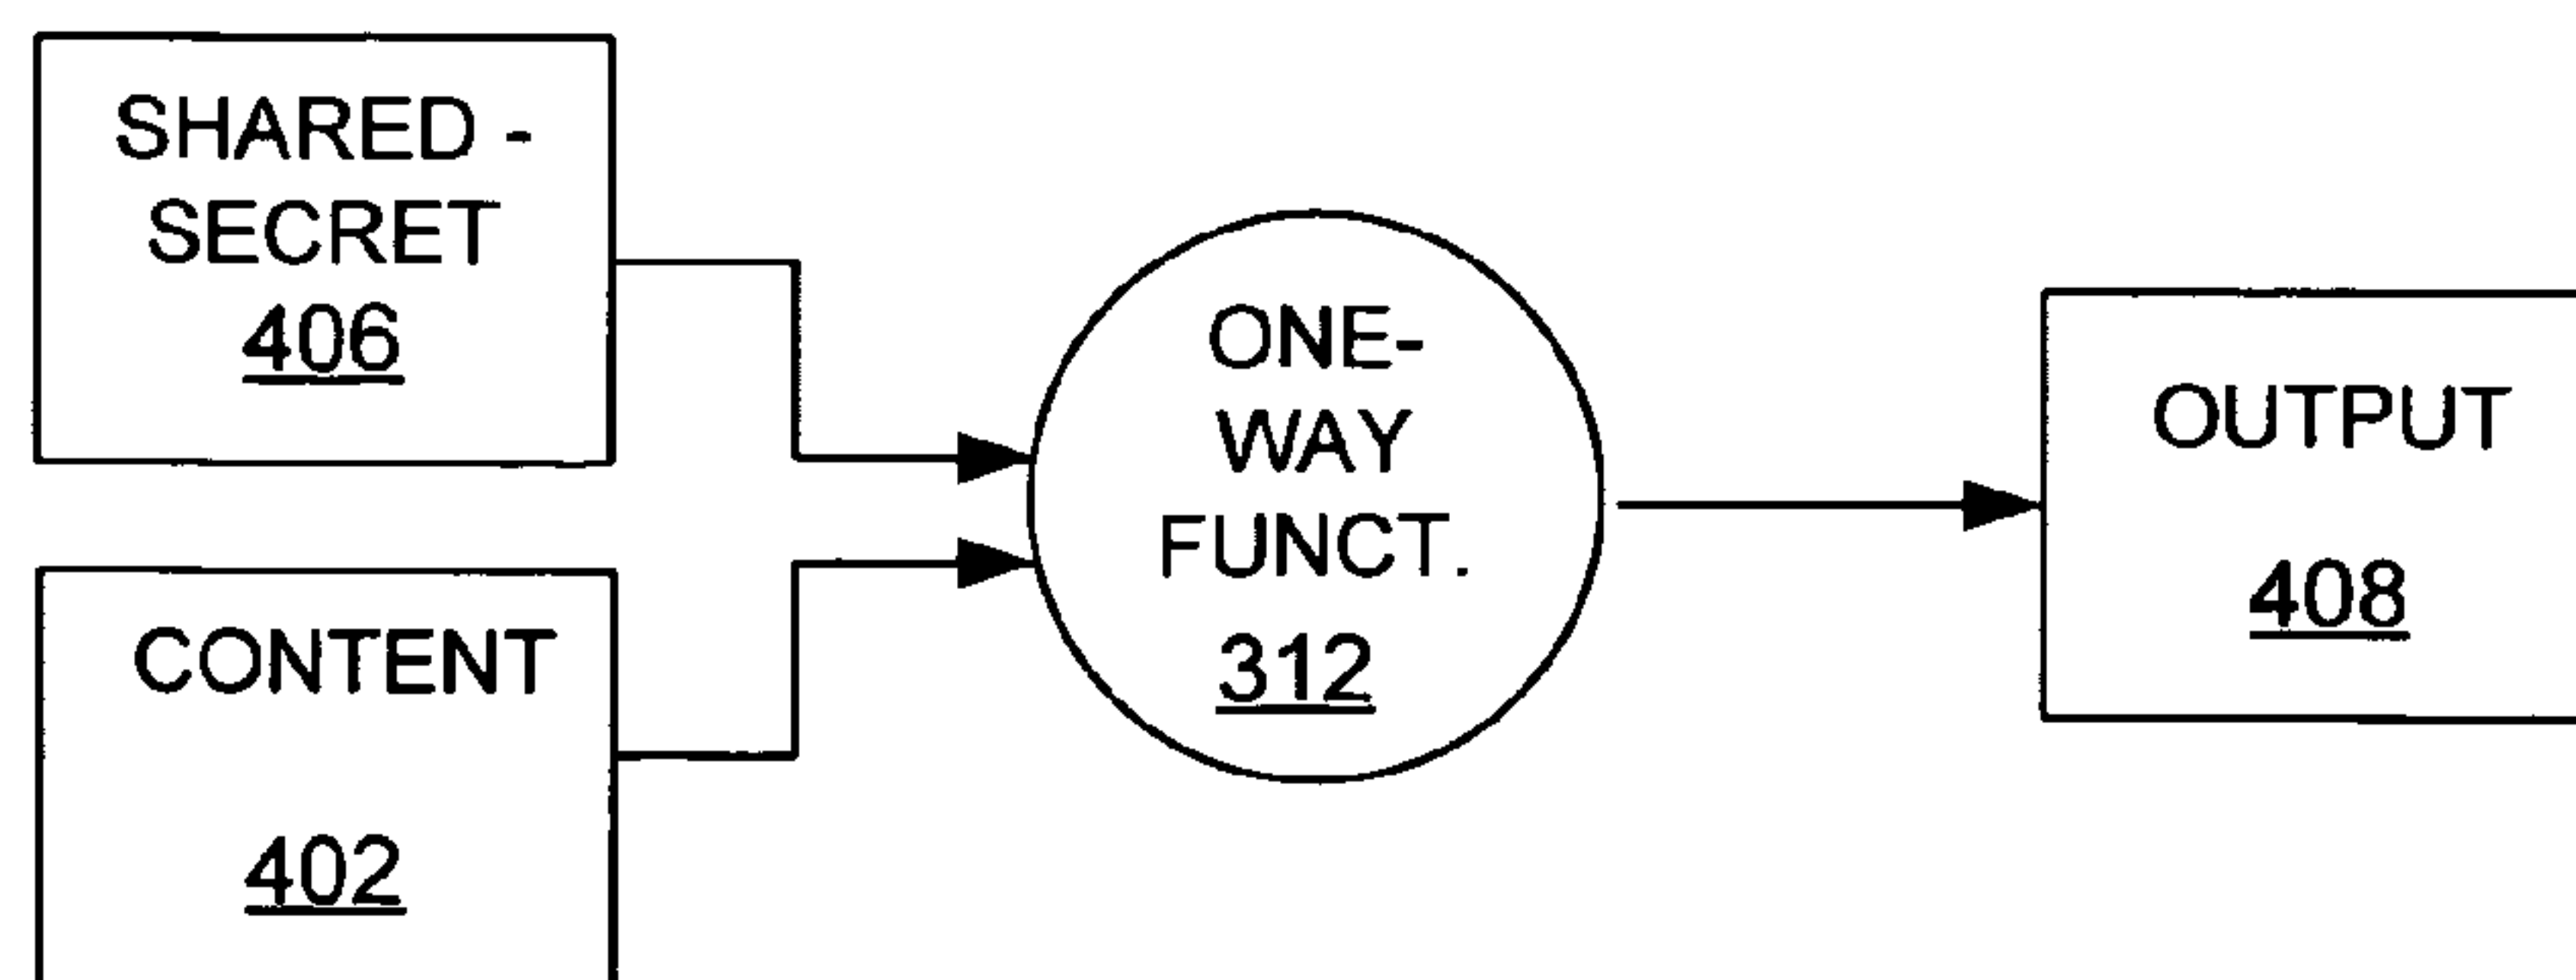 SHARED -
SECRET
406
CONTENT
402
ONE-
WAY
FUNCT.
312
OUTPUT
408